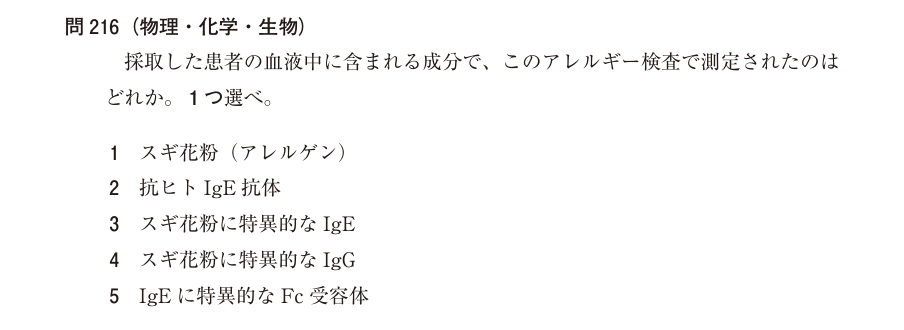 問 216（物理・化学・生物）
採取した患者の血液中に含まれる成分で、このアレルギー検査で測定されたのは
どれか。1つ選べ。
1 スギ花粉（アレルゲン）
2 抗ヒト IgE 抗体
3 スギ花粉に特異的な IgE
4 スギ花粉に特異的な IgG
5 IgE に特異的な Fc 受容体